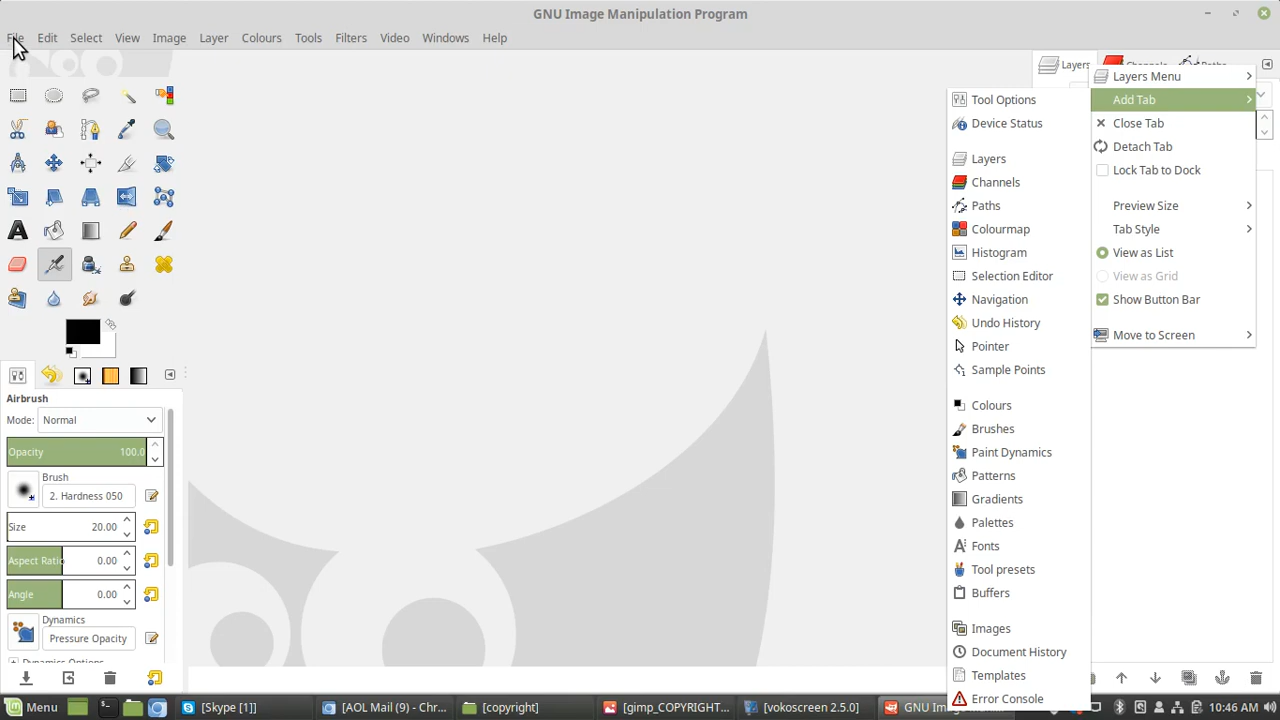 GNU Image Manipulation Program
File Edit Select View Image Layer Colours Tools Filters Video Windows Help
Layers Channels Paths
Layers Menu
Add Tab
Close Tab
Detach Tab
Lock Tab to Dock
Preview Size
Tab Style
View as List
View as Grid
Show Button Bar
Move to Screen
Tool Options
Device Status
Layers
Channels
Paths
Colourmap
Histogram
Selection Editor
Navigation
Undo History
Pointer
Sample Points
Colours
Brushes
Paint Dynamics
Patterns
Gradients
Palettes
Fonts
Tool presets
Buffers
Images
Document History
Templates
Error Console
Airbrush
Mode: Normal
Opacity 100.0
Brush
2. Hardness 050
Size 20.00
Aspect Ratio 0.00
Angle 0.00
Dynamics
Pressure Opacity
Dynamics Options
Menu [Skype [1]] [AOL Mail (9) - Chr... [copyright] [gimp_COPYRIGHT... [vokoscreen 2.5.0] GNU Im 10:46 AM